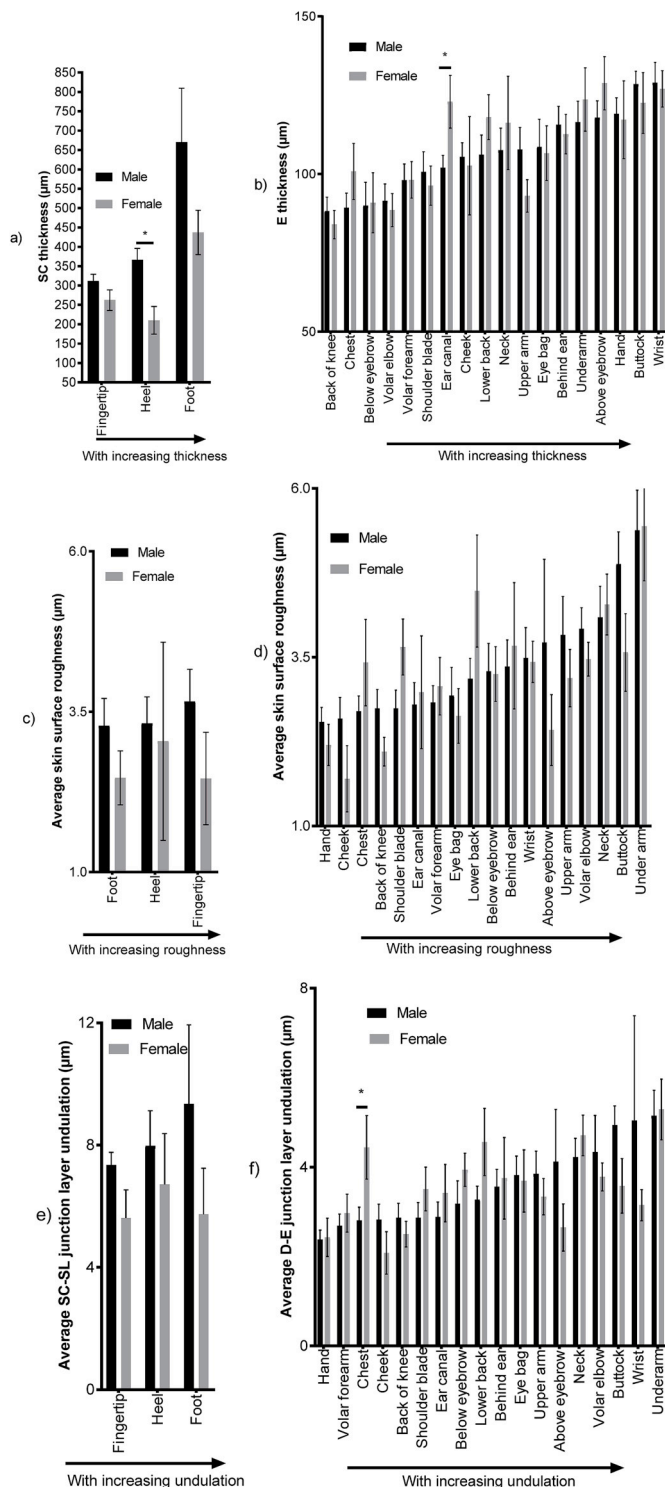 a)
SC thickness (µm)
850
800
750
700
650
600
550
500
450
400
350
300
250
200
150
100
50
Male
Female
*
Fingertip
Heel
Foot
With increasing thickness
b)
E thickness (µm)
150
100
50
Male
Female
*
Back of knee
Chest
Below eyebrow
Volar elbow
Volar forearm
Shoulder blade
Ear canal
Cheek
Lower back
Neck
Upper arm
Eye bag
Behind ear
Underarm
Above eyebrow
Hand
Buttock
Wrist
With increasing thickness
c)
Average skin surface roughness (µm)
6.0
3.5
1.0
Male
Female
Foot
Heel
Fingertip
With increasing roughness
d)
Average skin surface roughness (µm)
6.0
3.5
1.0
Male
Female
Hand
Cheek
Chest
Back of knee
Shoulder blade
Ear canal
Volar forearm
Eye bag
Lower back
Below eyebrow
Behind ear
Wrist
Above eyebrow
Upper arm
Volar elbow
Neck
Buttock
Under arm
With increasing roughness
e)
Average SC-SL junction layer undulation (µm)
12
8
4
0
Male
Female
Fingertip
Heel
Foot
With increasing undulation
f)
Average D-E junction layer undulation (µm)
8
4
0
Male
Female
*
Hand
Volar forearm
Chest
Cheek
Back of knee
Shoulder blade
Ear canal
Below eyebrow
Lower back
Behind ear
Eye bag
Upper arm
Above eyebrow
Neck
Volar elbow
Buttock
Wrist
Underarm
With increasing undulation